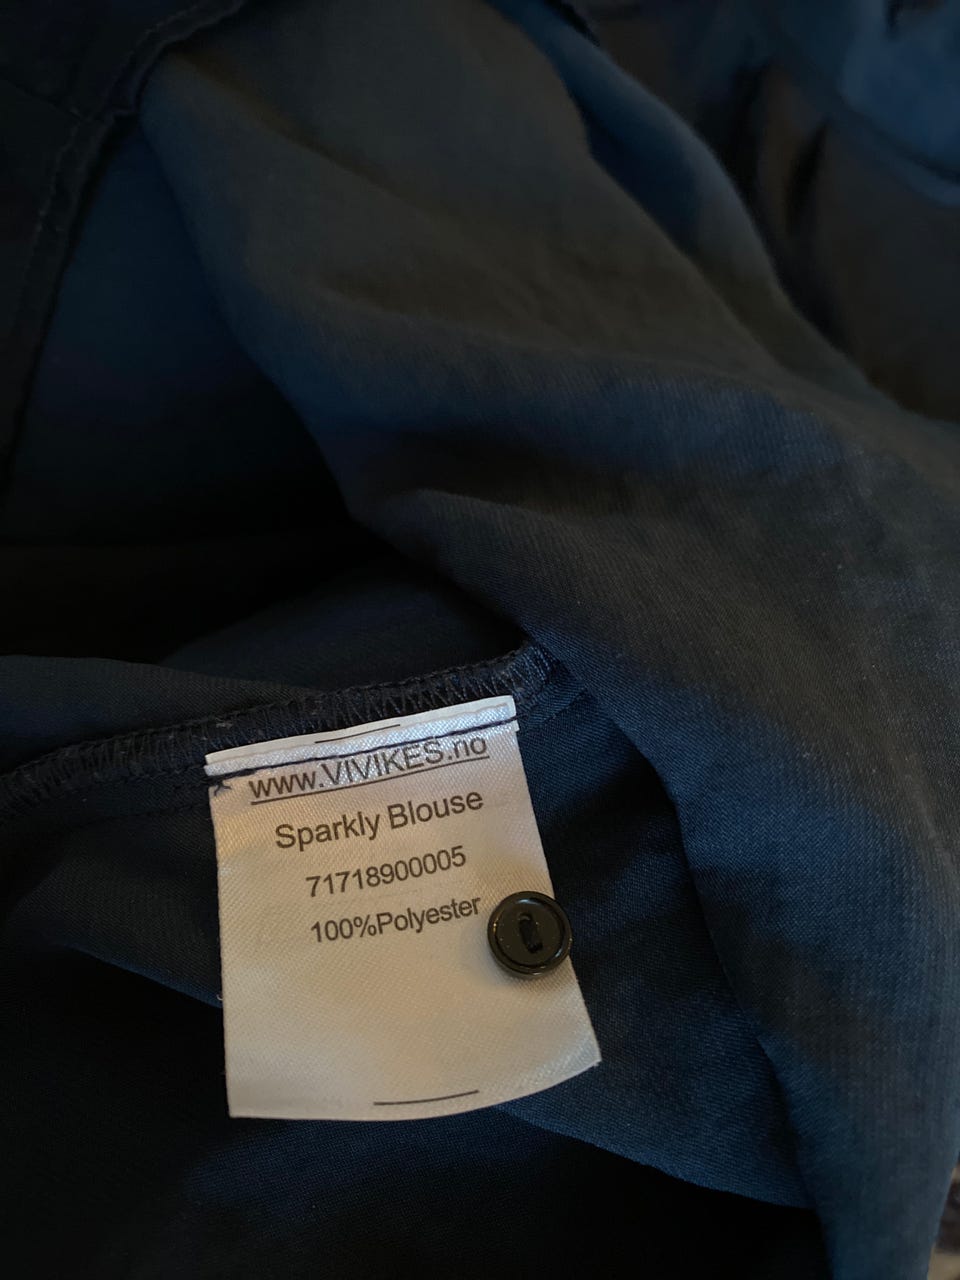 www.VIVIKES.no
Sparkly Blouse
71718900005
100%Polyester